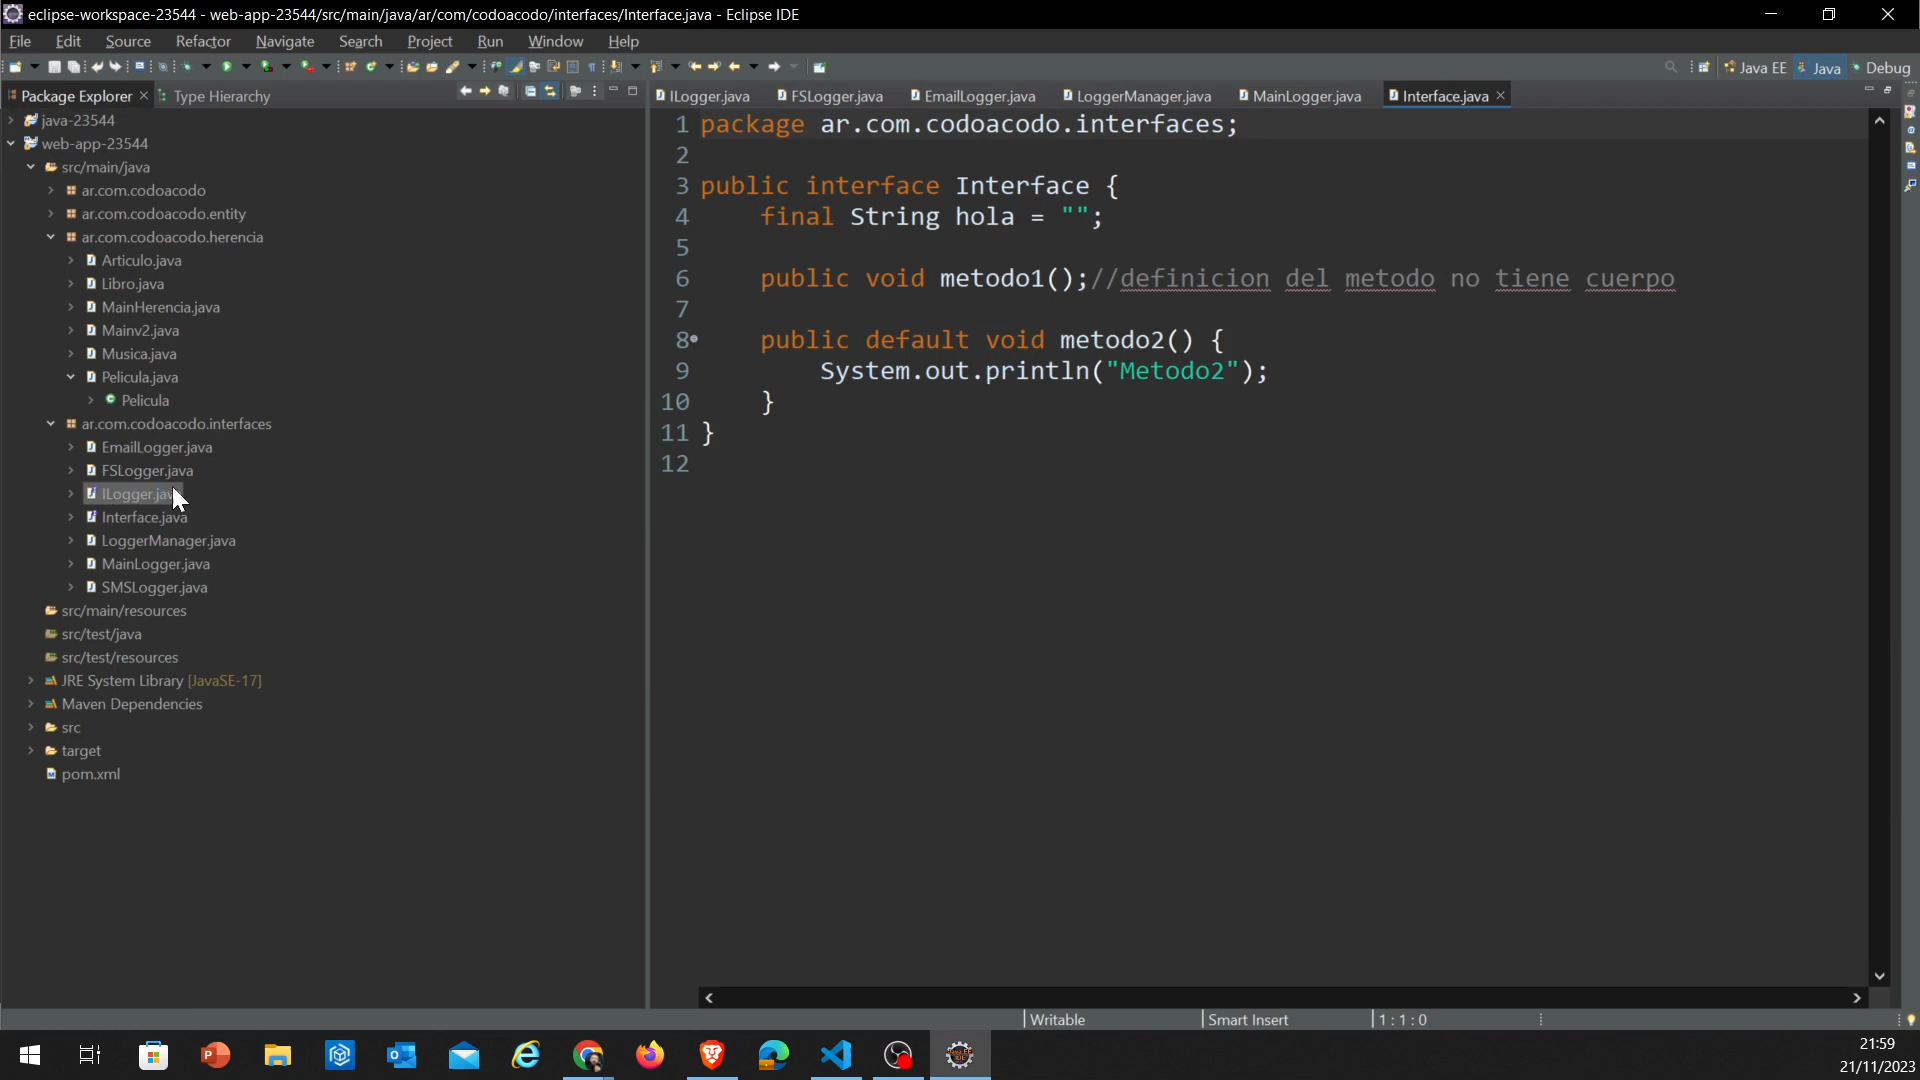 eclipse-workspace-23544 - web-app-23544/src/main/java/ar/com/codoacodo/interfaces/Interface.java - Eclipse IDE
File Edit Source Refactor Navigate Search Project Run Window Help
Java EE Java Debug
Package Explorer Type Hierarchy
ILogger.java FSLogger.java EmailLogger.java LoggerManager.java MainLogger.java Interface.java
java-23544
web-app-23544
src/main/java
ar.com.codoacodo
ar.com.codoacodo.entity
ar.com.codoacodo.herencia
Articulo.java
Libro.java
MainHerencia.java
Mainv2.java
Musica.java
Pelicula.java
Pelicula
ar.com.codoacodo.interfaces
EmailLogger.java
FSLogger.java
ILogger.jav
Interface.java
LoggerManager.java
MainLogger.java
SMSLogger.java
src/main/resources
src/test/java
src/test/resources
JRE System Library [JavaSE-17]
Maven Dependencies
src
target
pom.xml
1 package ar.com.codoacodo.interfaces;
2
3 public interface Interface {
4 final String hola = "";
5
6 public void metodo1();//definicion del metodo no tiene cuerpo
7
8 public default void metodo2() {
9 System.out.println("Metodo2");
10 }
11 }
12
Writable Smart Insert 1 : 1 : 0
21:59
21/11/2023